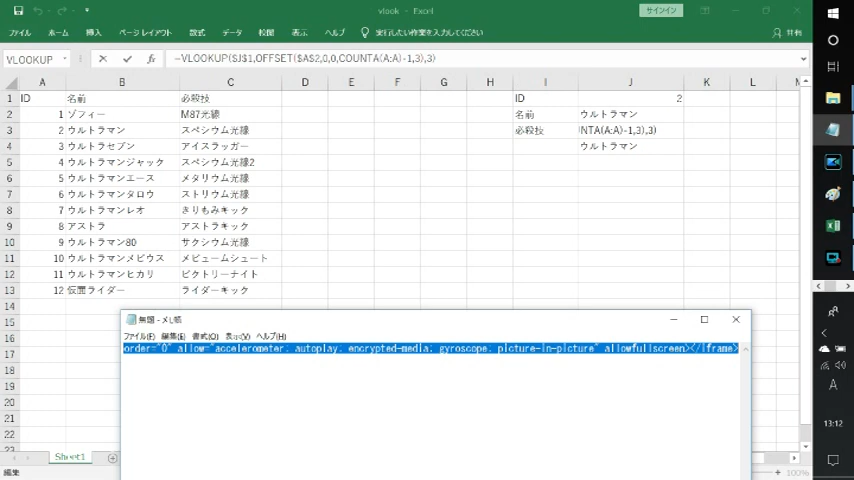 vlook - Excel
サインイン
ファイル ホーム 挿入 ページ レイアウト 数式 データ 校閲 表示 ヘルプ 実行したい作業を入力してください 共有
VLOOKUP =VLOOKUP($J$1,OFFSET($A$2,0,0,COUNTA(A:A)-1,3),3)
A B C D E F G H I J K L M
1 ID 名前 必殺技 ID 2
2 1 ゾフィー M87光線 名前 ウルトラマン
3 2 ウルトラマン スペシウム光線 必殺技 NTA(A:A)-1,3),3)
4 3 ウルトラセブン アイスラッガー ウルトラマン
5 4 ウルトラマンジャック スペシウム光線2
6 5 ウルトラマンエース メタリウム光線
7 6 ウルトラマンタロウ ストリウム光線
8 7 ウルトラマンレオ きりもみキック
9 8 アストラ アストラキック
10 9 ウルトラマン80 サクシウム光線
11 10 ウルトラマンメビウス メビュームシュート
12 11 ウルトラマンヒカリ ビクトリーナイト
13 12 仮面ライダー ライダーキック
14
15
16
17
18
19
20
21
22
23
無題 - メモ帳
ファイル(F) 編集(E) 書式(O) 表示(V) ヘルプ(H)
order="0" allow="accelerometer; autoplay; encrypted-media; gyroscope; picture-in-picture" allowfullscreen></iframe>
Sheet1
編集
100%
A
13:12